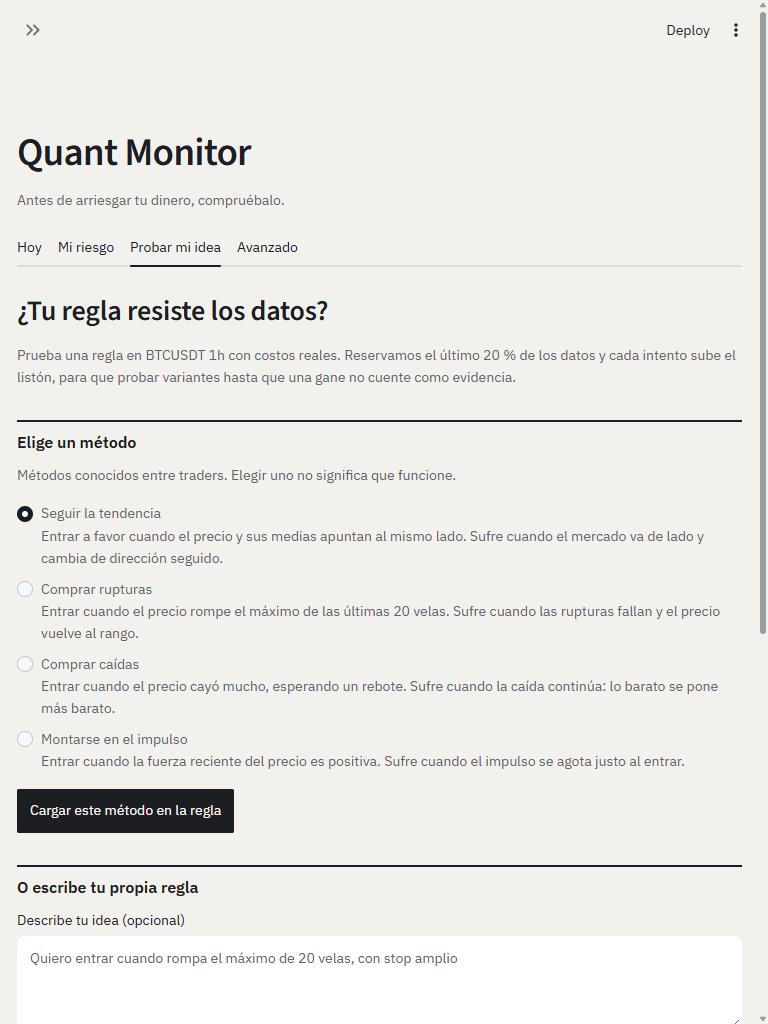 Deploy
Quant Monitor
Antes de arriesgar tu dinero, compruébalo.
Hoy Mi riesgo Probar mi idea Avanzado
¿Tu regla resiste los datos?
Prueba una regla en BTCUSDT 1h con costos reales. Reservamos el último 20 % de los datos y cada intento sube el
listón, para que probar variantes hasta que una gane no cuente como evidencia.
Elige un método
Métodos conocidos entre traders. Elegir uno no significa que funcione.
Seguir la tendencia
Entrar a favor cuando el precio y sus medias apuntan al mismo lado. Sufre cuando el mercado va de lado y
cambia de dirección seguido.
Comprar rupturas
Entrar cuando el precio rompe el máximo de las últimas 20 velas. Sufre cuando las rupturas fallan y el precio
vuelve al rango.
Comprar caídas
Entrar cuando el precio cayó mucho, esperando un rebote. Sufre cuando la caída continúa: lo barato se pone
más barato.
Montarse en el impulso
Entrar cuando la fuerza reciente del precio es positiva. Sufre cuando el impulso se agota justo al entrar.
Cargar este método en la regla
O escribe tu propia regla
Describe tu idea (opcional)
Quiero entrar cuando rompa el máximo de 20 velas, con stop amplio